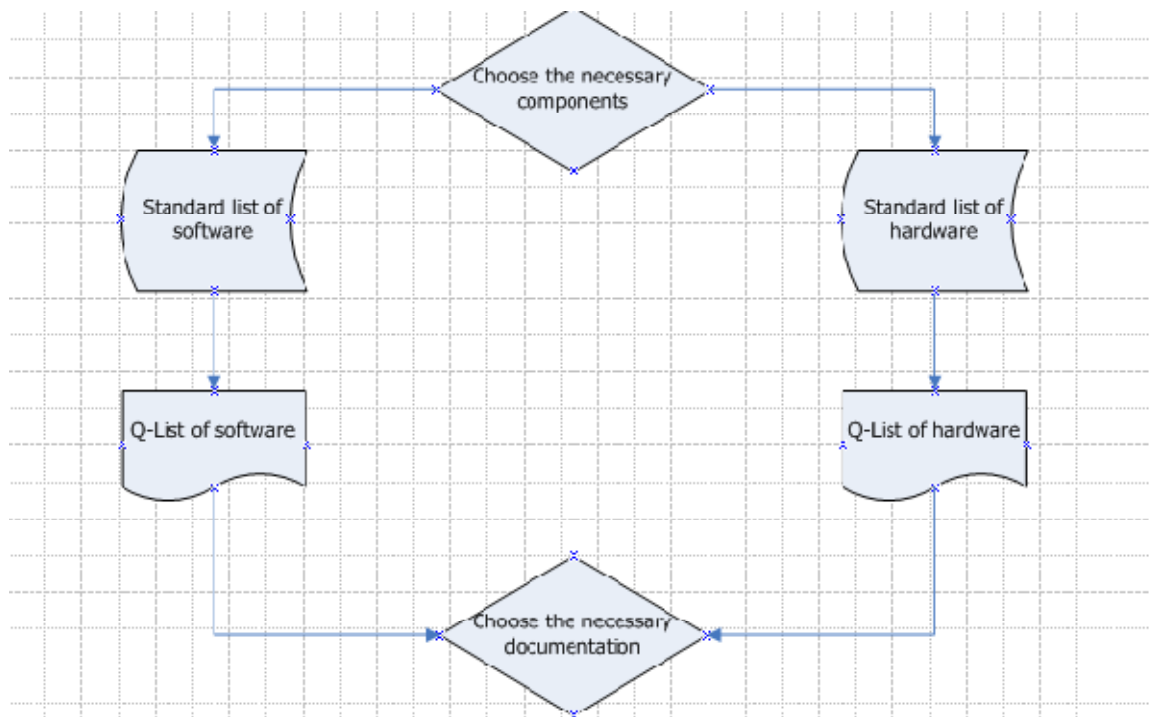 Choose the necessary
components
Standard list of
software
Standard list of
hardware
Q-List of software
Q-List of hardware
Choose the necessary
documentation